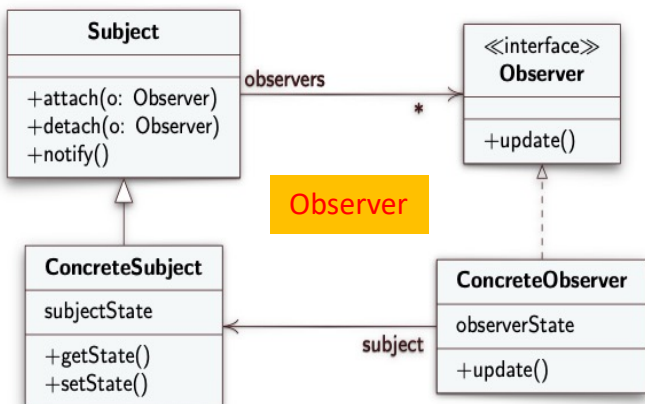 Subject
+attach(o: Observer)
+detach(o: Observer)
+notify()
observers
*
≪interface≫
Observer
+update()
Observer
ConcreteSubject
subjectState
+getState()
+setState()
subject
ConcreteObserver
observerState
+update()